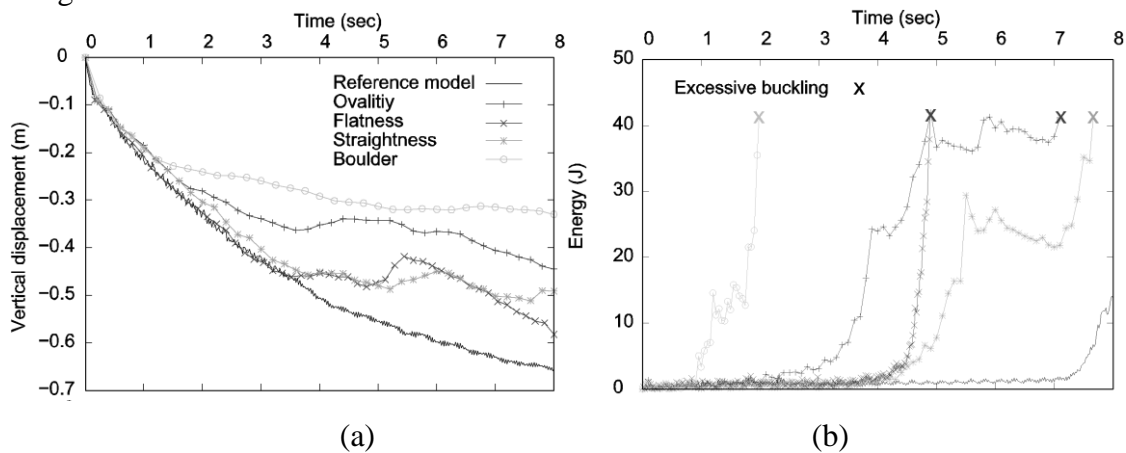 Time (sec)
0 1 2 3 4 5 6 7 8
0
−0.1
−0.2
−0.3
−0.4
−0.5
−0.6
−0.7
Vertical displacement (m)
Reference model
Ovalitiy
Flatness
Straightness
Boulder
(a)
Time (sec)
0 1 2 3 4 5 6 7 8
50
40
30
20
10
0
Energy (J)
Excessive buckling x
(b)